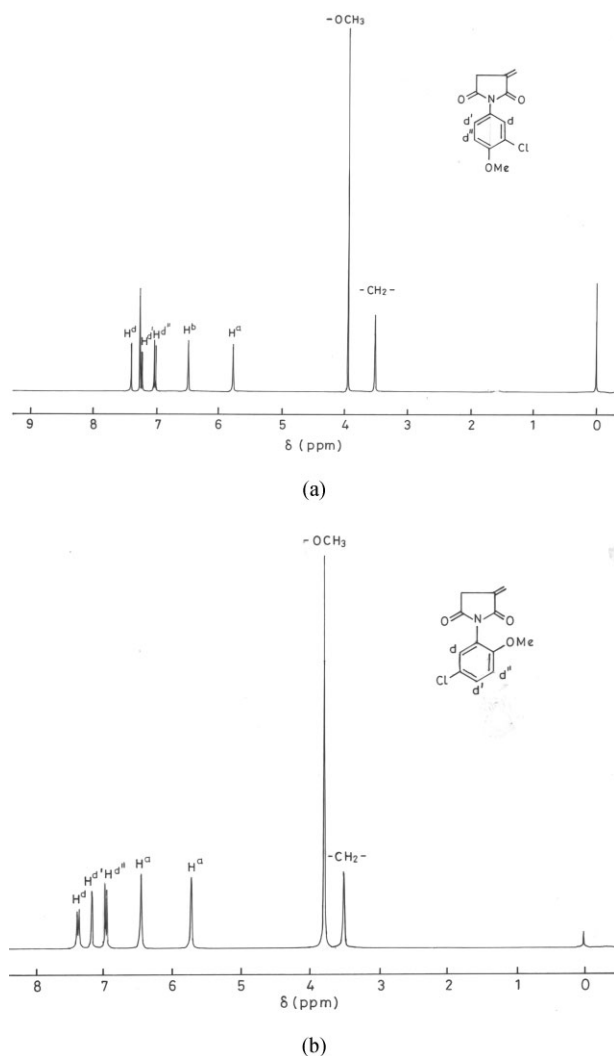 -OCH3
O
N
O
d'
d
d"
Cl
OMe
-CH2-
Hd
Hd'
Hd"
Hb
Ha
9 8 7 6 5 4 3 2 1 0
δ (ppm)
(a)
-OCH3
O
N
O
d
OMe
Cl
d'
d"
-CH2-
Hd
Hd'
Hd"
Ha
Ha
8 7 6 5 4 3 2 1 0
δ (ppm)
(b)